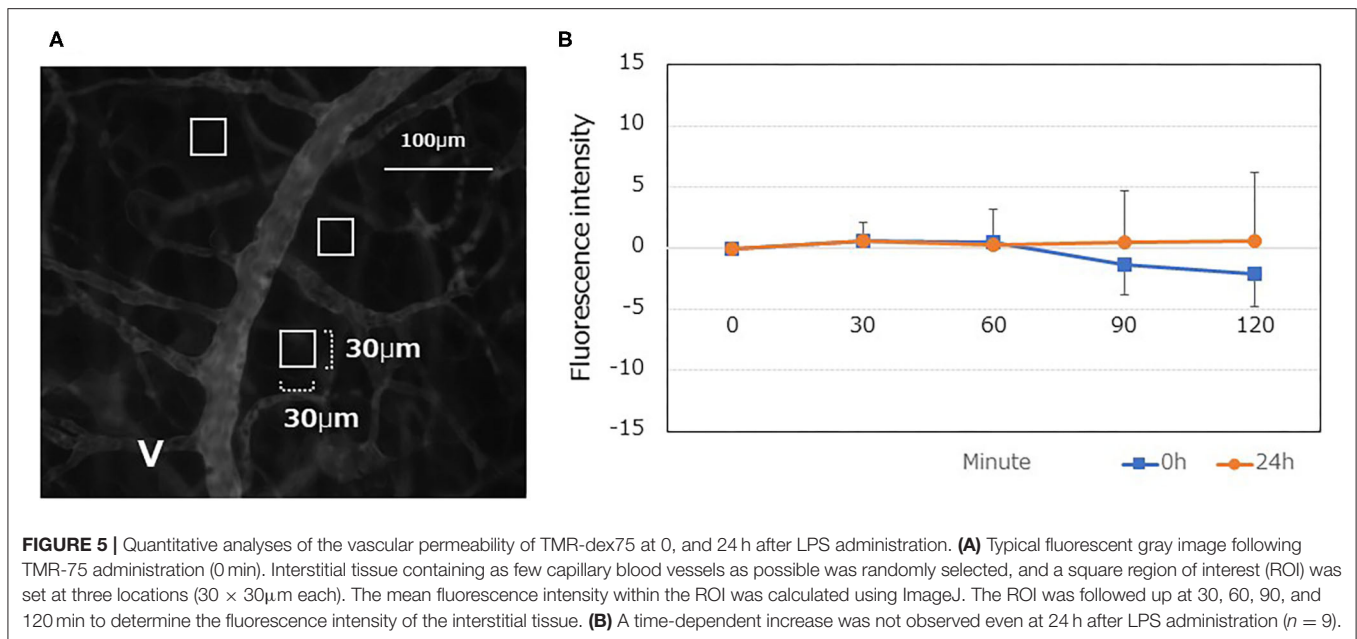 A
100µm
30µm
30µm
V
B
Fluorescence intensity
15
10
5
0
-5
-10
-15
0 30 60 90 120
Minute 0h 24h
FIGURE 5 | Quantitative analyses of the vascular permeability of TMR-dex75 at 0, and 24 h after LPS administration. (A) Typical fluorescent gray image following
TMR-75 administration (0 min). Interstitial tissue containing as few capillary blood vessels as possible was randomly selected, and a square region of interest (ROI) was
set at three locations (30 × 30µm each). The mean fluorescence intensity within the ROI was calculated using ImageJ. The ROI was followed up at 30, 60, 90, and
120 min to determine the fluorescence intensity of the interstitial tissue. (B) A time-dependent increase was not observed even at 24 h after LPS administration (n = 9).